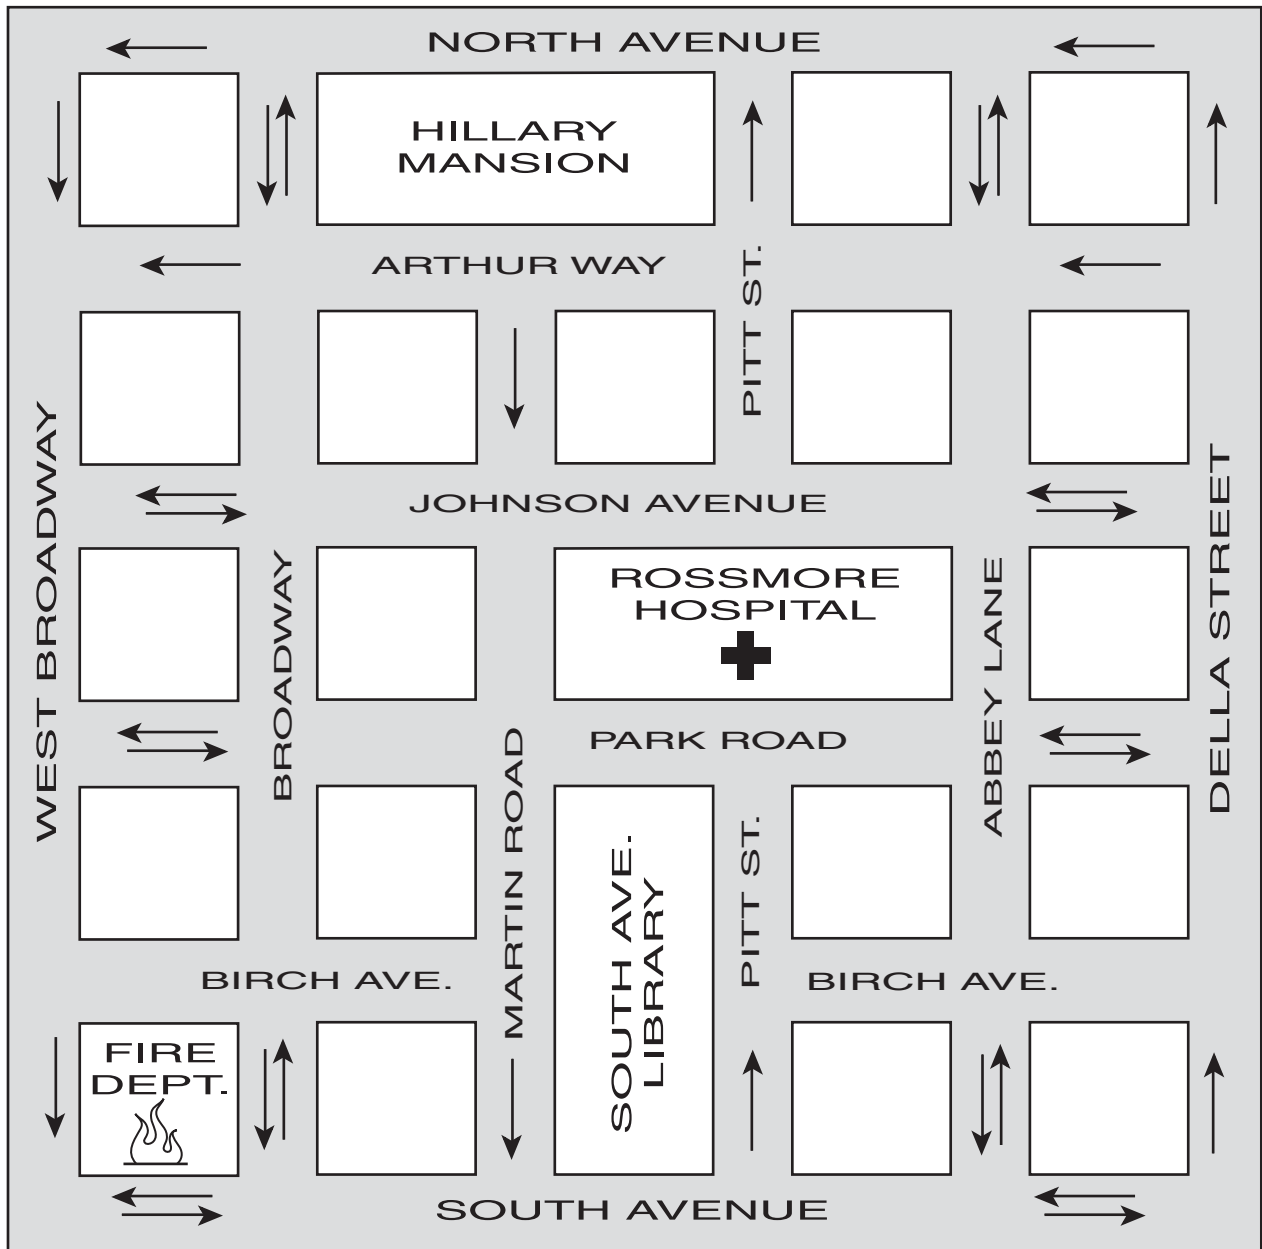 NORTH AVENUE
HILLARY
MANSION
ARTHUR WAY
PITT ST.
WEST BROADWAY
JOHNSON AVENUE
DELLA STREET
BROADWAY
ROSSMORE
HOSPITAL
ABBEY LANE
PARK ROAD
MARTIN ROAD
SOUTH AVE.
LIBRARY
PITT ST.
BIRCH AVE.
BIRCH AVE.
FIRE
DEPT.
SOUTH AVENUE